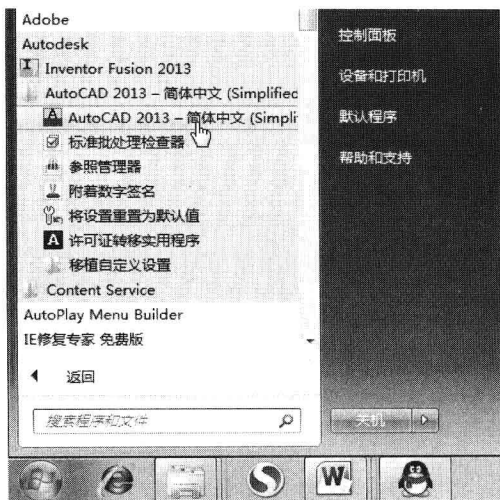 Adobe
Autodesk
Inventor Fusion 2013
AutoCAD 2013 – 简体中文 (Simplified
AutoCAD 2013 – 简体中文 (Simpli
标准批处理检查器
参照管理器
附着数字签名
将设置重置为默认值
许可证转移实用程序
移植自定义设置
Content Service
AutoPlay Menu Builder
IE修复专家 免费版
返回
搜索程序和文件
控制面板
设备和打印机
默认程序
帮助和支持
关机